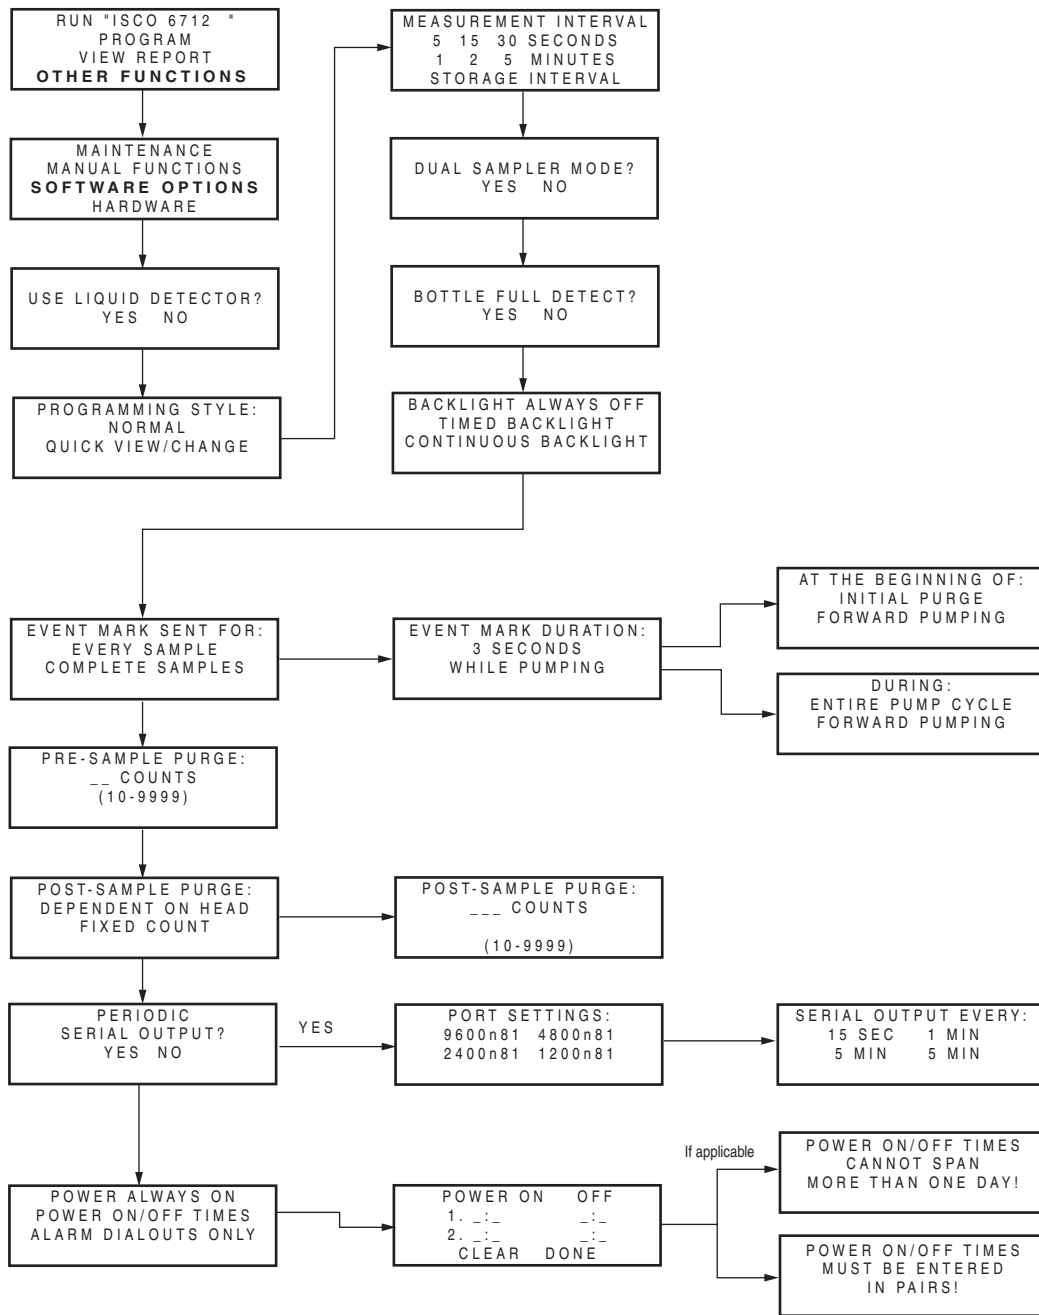 RUN "ISCO 6712 "
PROGRAM
VIEW REPORT
OTHER FUNCTIONS
MAINTENANCE
MANUAL FUNCTIONS
SOFTWARE OPTIONS
HARDWARE
USE LIQUID DETECTOR?
YES NO
PROGRAMMING STYLE:
NORMAL
QUICK VIEW/CHANGE
MEASUREMENT INTERVAL
5 15 30 SECONDS
1 2 5 MINUTES
STORAGE INTERVAL
DUAL SAMPLER MODE?
YES NO
BOTTLE FULL DETECT?
YES NO
BACKLIGHT ALWAYS OFF
TIMED BACKLIGHT
CONTINUOUS BACKLIGHT
EVENT MARK SENT FOR:
EVERY SAMPLE
COMPLETE SAMPLES
EVENT MARK DURATION:
3 SECONDS
WHILE PUMPING
AT THE BEGINNING OF:
INITIAL PURGE
FORWARD PUMPING
DURING:
ENTIRE PUMP CYCLE
FORWARD PUMPING
PRE-SAMPLE PURGE:
_ _ COUNTS
(10-9999)
POST-SAMPLE PURGE:
DEPENDENT ON HEAD
FIXED COUNT
POST-SAMPLE PURGE:
_ _ _ COUNTS
(10-9999)
PERIODIC
SERIAL OUTPUT?
YES NO
YES
PORT SETTINGS:
9600n81 4800n81
2400n81 1200n81
SERIAL OUTPUT EVERY:
15 SEC 1 MIN
5 MIN 5 MIN
POWER ALWAYS ON
POWER ON/OFF TIMES
ALARM DIALOUTS ONLY
POWER ON OFF
1. _:_ _:_
2. _:_ _:_
CLEAR DONE
If applicable
POWER ON/OFF TIMES
CANNOT SPAN
MORE THAN ONE DAY!
POWER ON/OFF TIMES
MUST BE ENTERED
IN PAIRS!